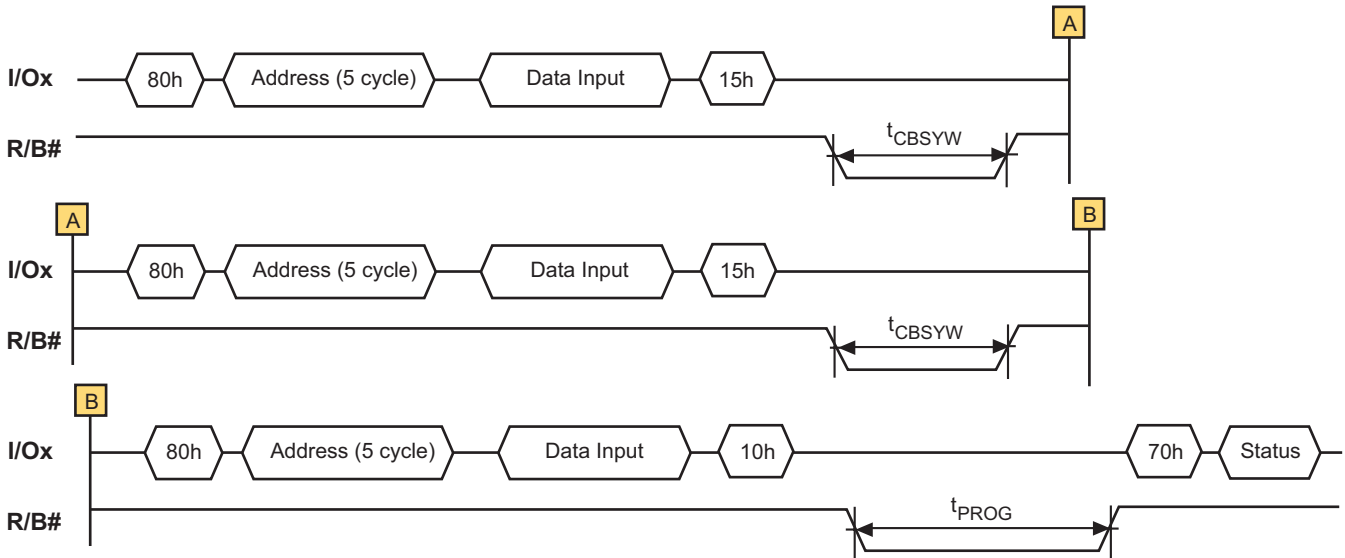 A
I/Ox 80h Address (5 cycle) Data Input 15h
R/B# tCBSYW
A B
I/Ox 80h Address (5 cycle) Data Input 15h
R/B# tCBSYW
B
I/Ox 80h Address (5 cycle) Data Input 10h 70h Status
R/B# tPROG